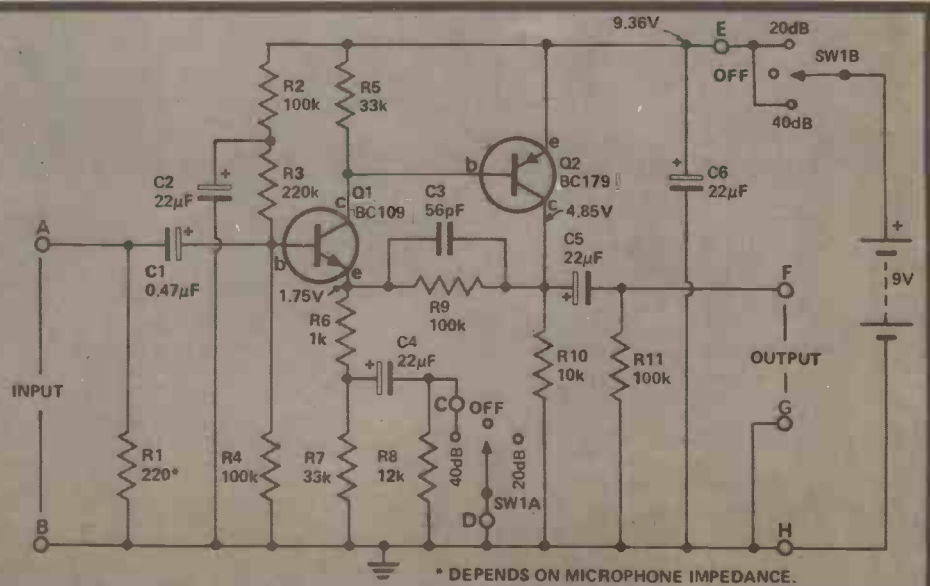 9.36V
E
20dB
SW1B
OFF
40dB
R2
100k
R5
33k
C2
22µF
R3
220k
Q1
BC109
c
b
e
C3
56pF
b
e
Q2
BC179
c
4.85V
C6
22µF
A
C1
0.47µF
1.75V
R9
100k
C5
22µF
F
9V
R6
1k
C4
22µF
C
OFF
40dB
20dB
SW1A
D
INPUT
R1
220*
R4
100k
R7
33k
R8
12k
R10
10k
R11
100k
OUTPUT
G
B
H
* DEPENDS ON MICROPHONE IMPEDANCE.
+
+
+
+
+
+